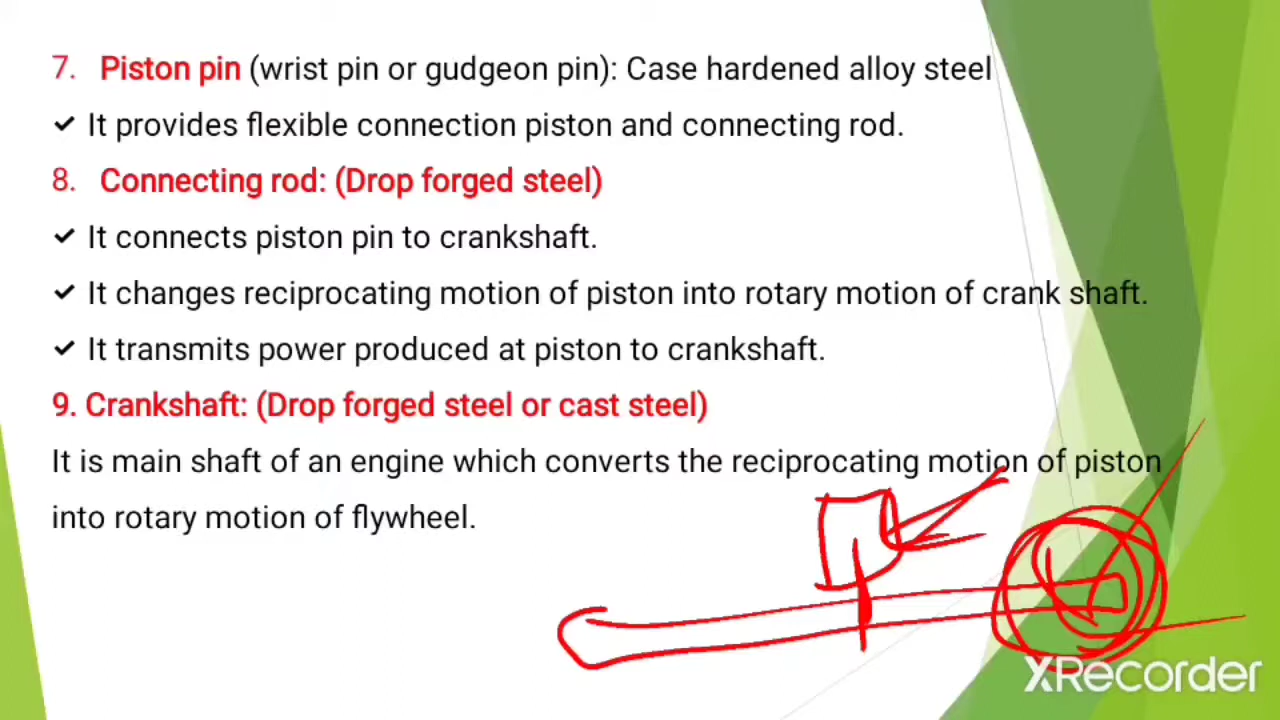 7. Piston pin (wrist pin or gudgeon pin): Case hardened alloy steel
✔ It provides flexible connection piston and connecting rod.
8. Connecting rod: (Drop forged steel)
✔ It connects piston pin to crankshaft.
✔ It changes reciprocating motion of piston into rotary motion of crank shaft.
✔ It transmits power produced at piston to crankshaft.
9. Crankshaft: (Drop forged steel or cast steel)
It is main shaft of an engine which converts the reciprocating motion of piston
into rotary motion of flywheel.
XRecorder